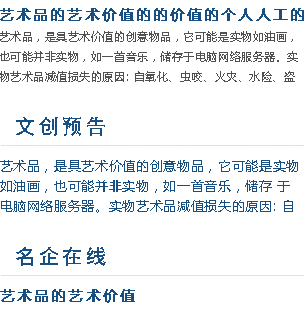 艺术品的艺术价值的的价值的个人人工的
艺术品，是具艺术价值的创意物品，它可能是实物如油画，
也可能并非实物，如一首音乐，储存于电脑网络服务器。实
物艺术品减值损失的原因: 自氧化、虫咬、火灾、水险、盗
文创预告
艺术品，是具艺术价值的创意物品，它可能是实物
如油画，也可能并非实物，如一首音乐，储存 于
电脑网络服务器。实物艺术品减值损失的原因: 自
名企在线
艺术品的艺术价值